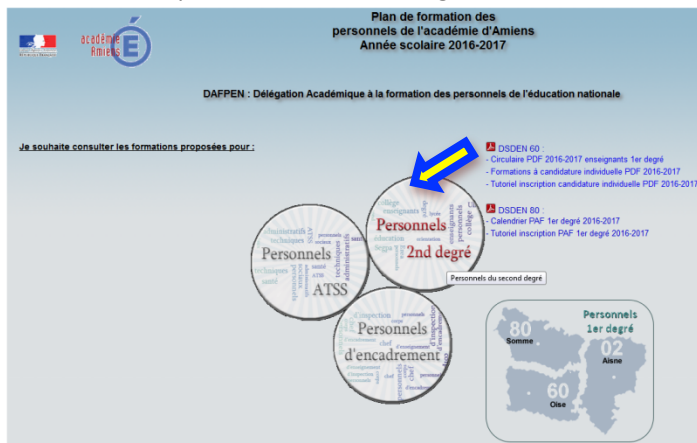 Plan de formation des
personnels de l'académie d'Amiens
Année scolaire 2016-2017
académie
Amiens
DAFPEN : Délégation Académique à la formation des personnels de l'éducation nationale
Je souhaite consulter les formations proposées pour :
DSDEN 60 :
- Circulaire PDF 2016-2017 enseignants 1er degré
- Formations à candidature individuelle PDF 2016-2017
- Tutoriel inscription candidature individuelle PDF 2016-2017
DSDEN 80 :
- Calendrier PAF 1er degré 2016-2017
- Tutoriel inscription PAF 1er degré 2016-2017
Personnels
2nd degré
Personnels
ATSS
Personnels du second degré
Personnels
d'encadrement
Personnels
1er degré
80
Somme
02
Aisne
60
Oise